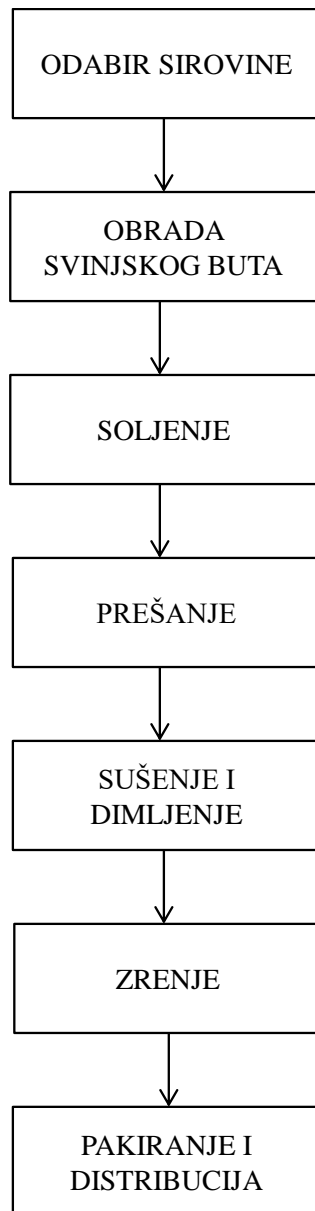 ODABIR SIROVINE
OBRADA
SVINJSKOG BUTA
SOLJENJE
PREŠANJE
SUŠENJE I
DIMLJENJE
ZRENJE
PAKIRANJE I
DISTRIBUCIJA